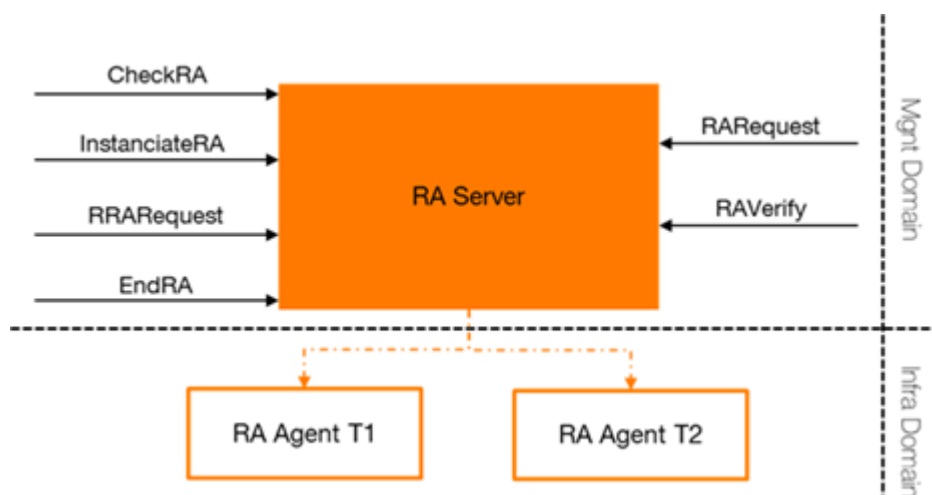 CheckRA
InstanciateRA
RRARequest
EndRA
RA Server
RARequest
RAVerify
Mgnt Domain
RA Agent T1
RA Agent T2
Infra Domain